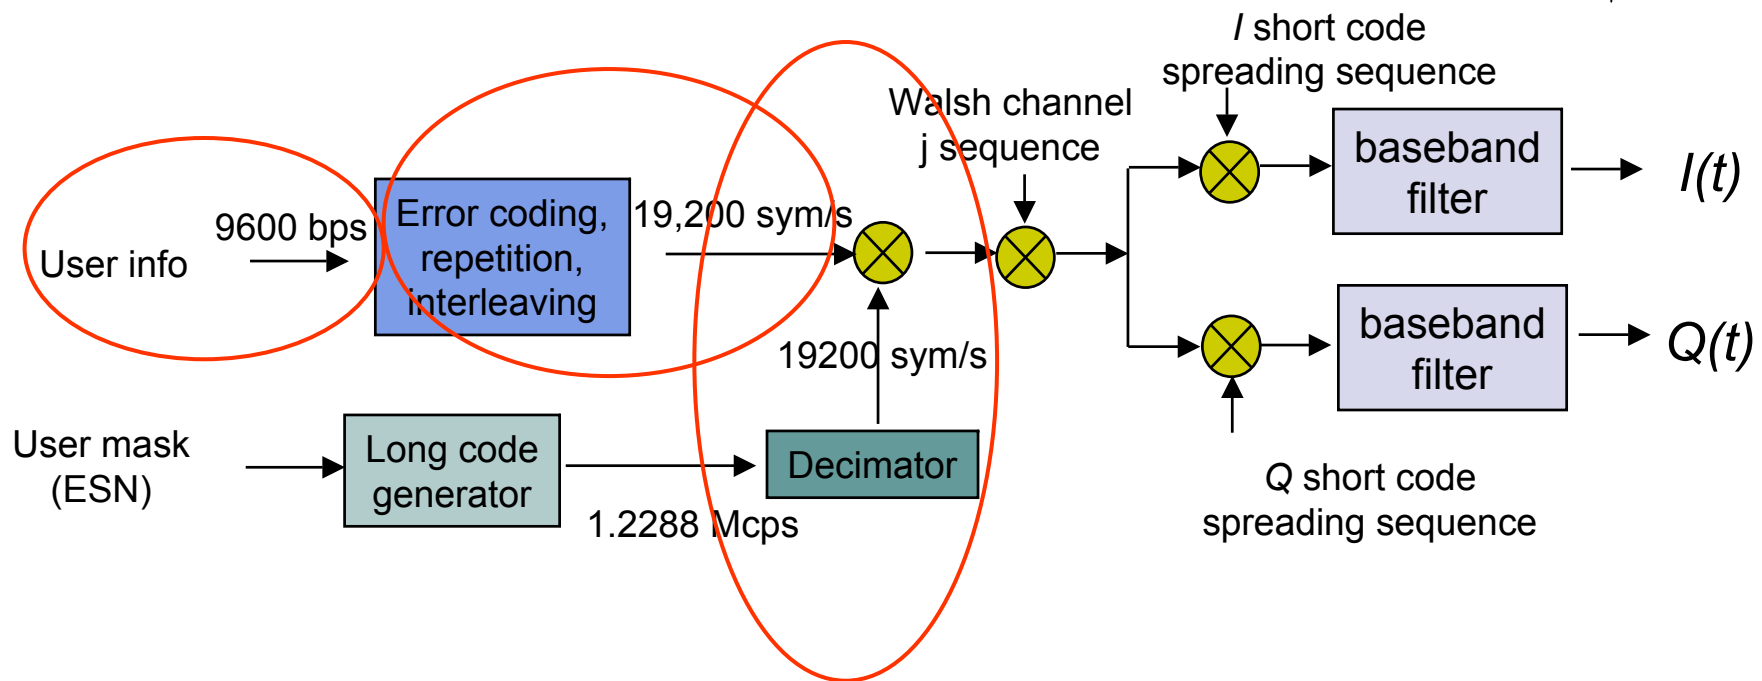 I short code
spreading sequence
Walsh channel
j sequence
baseband
filter
I(t)
User info
9600 bps
Error coding,
repetition,
interleaving
19,200 sym/s
19200 sym/s
baseband
filter
Q(t)
User mask
(ESN)
Long code
generator
1.2288 Mcps
Decimator
Q short code
spreading sequence